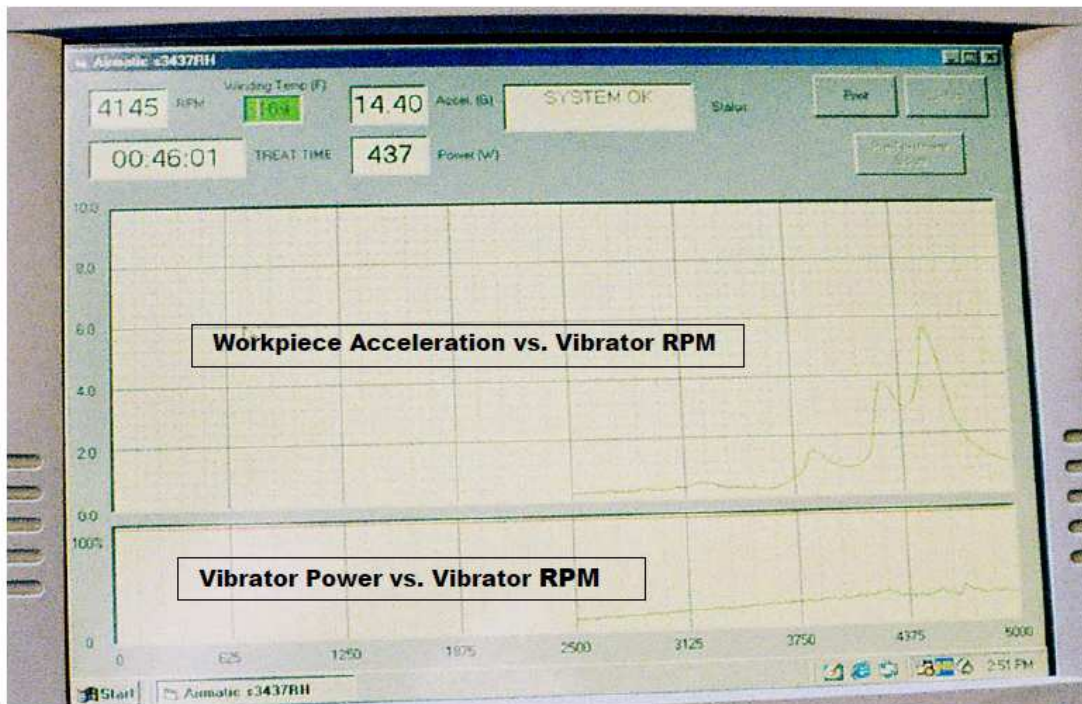 Airmatic s3437RH
Winding Temp (F)
4145 RPM 14.40 Accel. (G) SYSTEM OK Status Print
00:46:01 TREAT TIME 437 Power (W)
10.0
8.0
6.0
Workpiece Acceleration vs. Vibrator RPM
4.0
2.0
0.0
100%
Vibrator Power vs. Vibrator RPM
0
0 625 1250 1875 2500 3125 3750 4375 5000
Start Airmatic s3437RH 2:51 PM